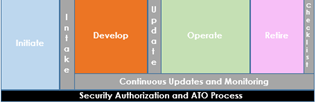 Initiate
Intake
Develop
Update
Operate
Retire
Checklist
Continuous Updates and Monitoring
Security Authorization and ATO Process